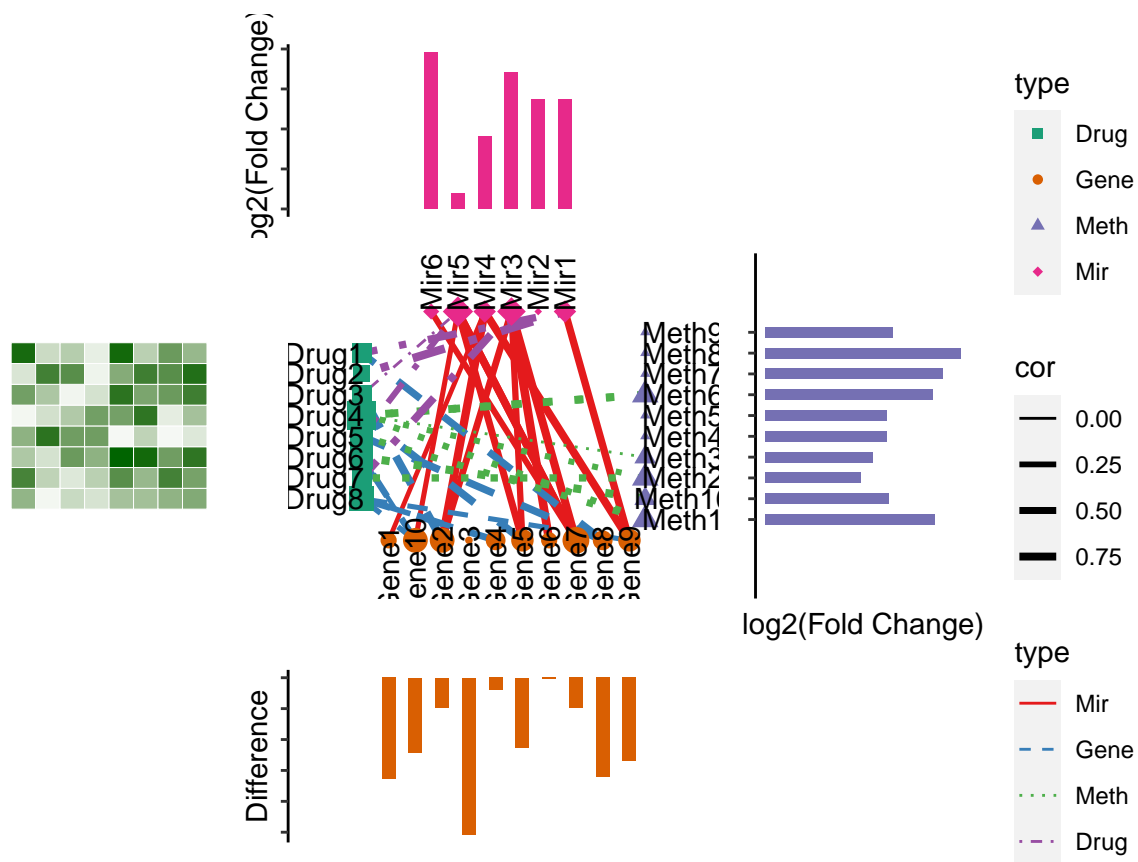 log2(Fold Change)
type
Drug
Gene
Meth
Mir
Mir6
Mir5
Mir4
Mir3
Mir2
Mir1
Drug1
Drug2
Drug3
Drug4
Drug5
Drug6
Drug7
Drug8
Meth9
Meth8
Meth7
Meth6
Meth5
Meth4
Meth3
Meth2
Meth10
Meth1
Gene1
Gene10
Gene2
Gene3
Gene4
Gene5
Gene6
Gene7
Gene8
Gene9
cor
0.00
0.25
0.50
0.75
log2(Fold Change)
type
Mir
Gene
Meth
Drug
Difference